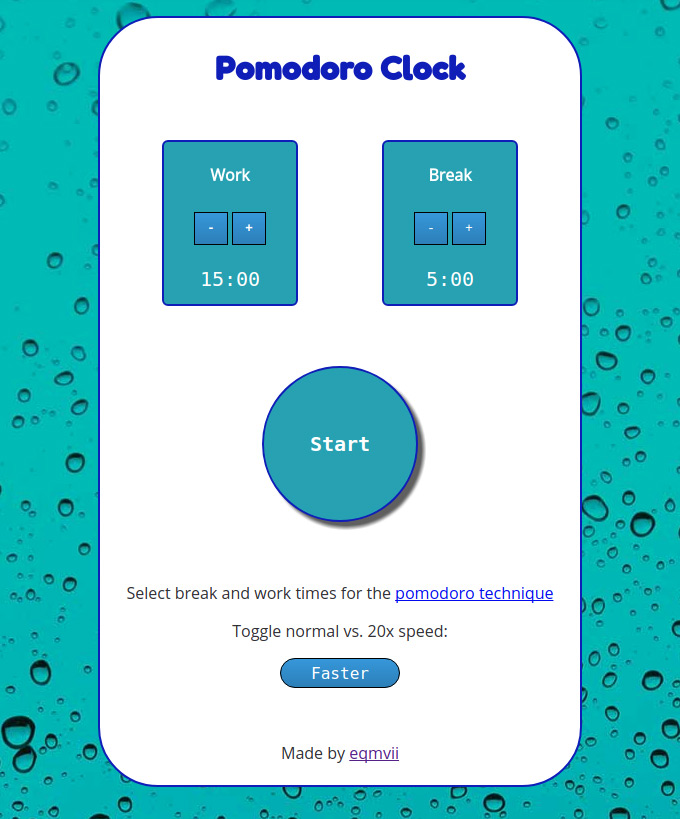 Pomodoro Clock
Work Break
- + - +
15:00 5:00
Start
Select break and work times for the pomodoro technique
Toggle normal vs. 20x speed:
Faster
Made by eqmvii